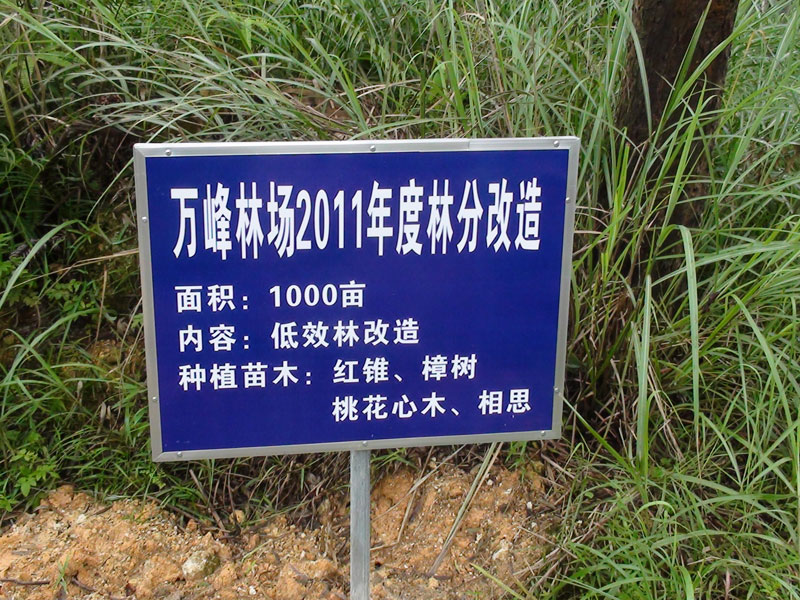 万峰林场2011年度林分改造
面积：1000亩
内容：低效林改造
种植苗木：红锥、樟树
桃花心木、相思